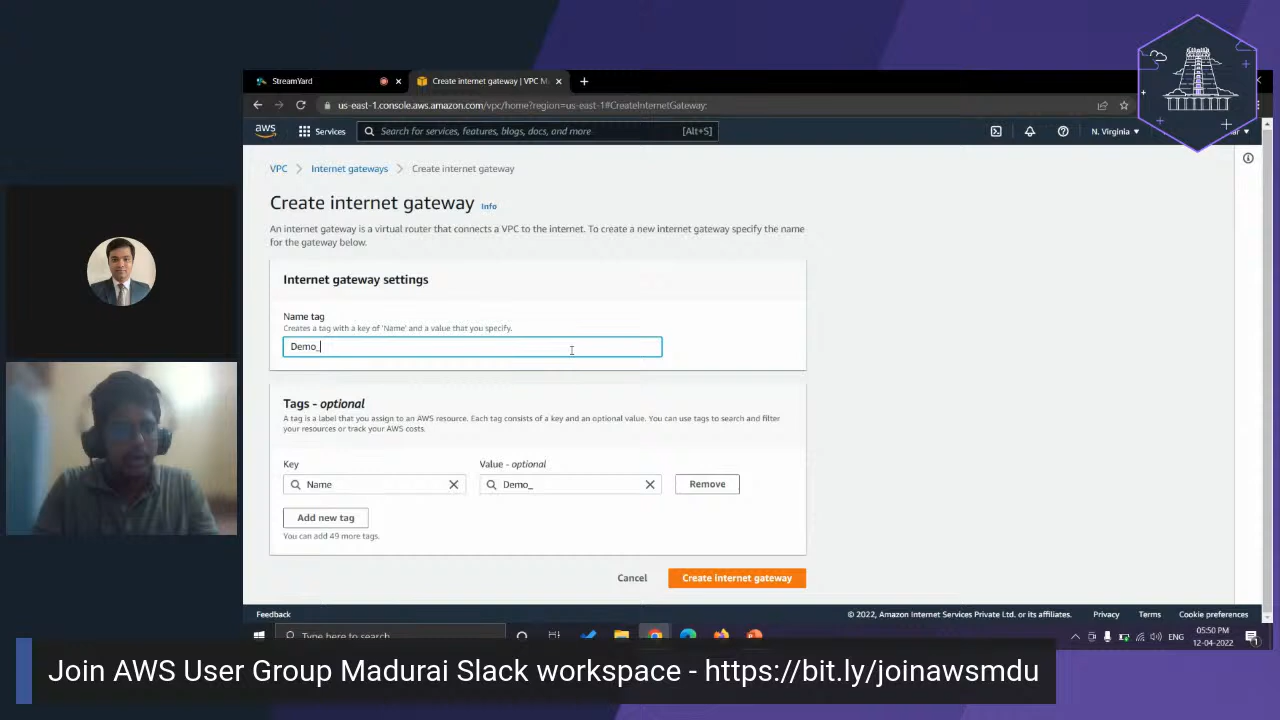 StreamYard
Create internet gateway | VPC M
us-east-1.console.aws.amazon.com/vpc/home?region=us-east-1#CreateInternetGateway:
aws
Services
Search for services, features, blogs, docs, and more
[Alt+S]
N. Virginia
VPC
Internet gateways
Create internet gateway
Create internet gateway
Info
An internet gateway is a virtual router that connects a VPC to the internet. To create a new internet gateway specify the name
for the gateway below.
Internet gateway settings
Name tag
Creates a tag with a key of 'Name' and a value that you specify.
Demo_
Tags - optional
A tag is a label that you assign to an AWS resource. Each tag consists of a key and an optional value. You can use tags to search and filter
your resources or track your AWS costs.
Key
Value - optional
Name
Demo_
Remove
Add new tag
You can add 49 more tags.
Cancel
Create internet gateway
Feedback
© 2022, Amazon Internet Services Private Ltd. or its affiliates.
Privacy
Terms
Cookie preferences
Type here to search
ENG
05:50 PM
12-04-2022
Join AWS User Group Madurai Slack workspace - https://bit.ly/joinawsmdu